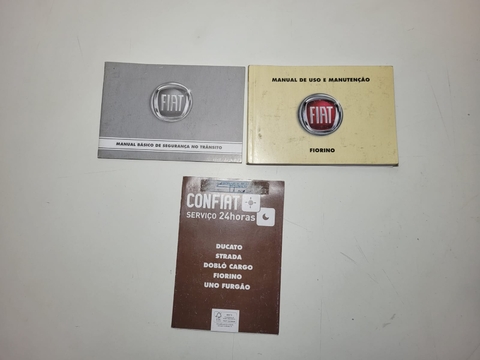 FIAT
MANUAL BÁSICO DE SEGURANÇA NO TRÂNSITO
MANUAL DE USO E MANUTENÇÃO
FIAT
FIORINO
CONFIAT
SERVIÇO 24horas
DUCATO
STRADA
DOBLÒ CARGO
FIORINO
UNO FURGÃO